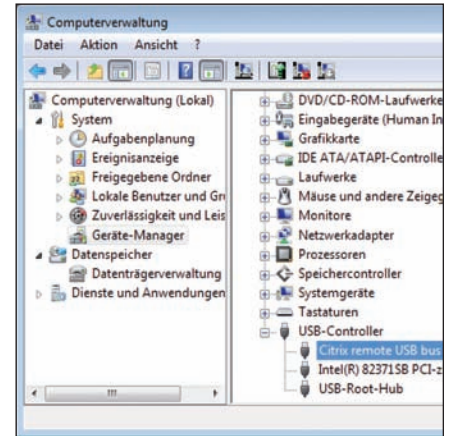 Computerverwaltung
Datei Aktion Ansicht ?
Computerverwaltung (Lokal)
System
Aufgabenplanung
Ereignisanzeige
Freigegebene Ordner
Lokale Benutzer und Gru
Zuverlässigkeit und Leis
Geräte-Manager
Datenspeicher
Datenträgerverwaltung
Dienste und Anwendungen
DVD/CD-ROM-Laufwerke
Eingabegeräte (Human In
Grafikkarte
IDE ATA/ATAPI-Controlle
Laufwerke
Mäuse und andere Zeigeg
Monitore
Netzwerkadapter
Prozessoren
Speichercontroller
Systemgeräte
Tastaturen
USB-Controller
Citrix remote USB bus
Intel(R) 82371SB PCI-z
USB-Root-Hub